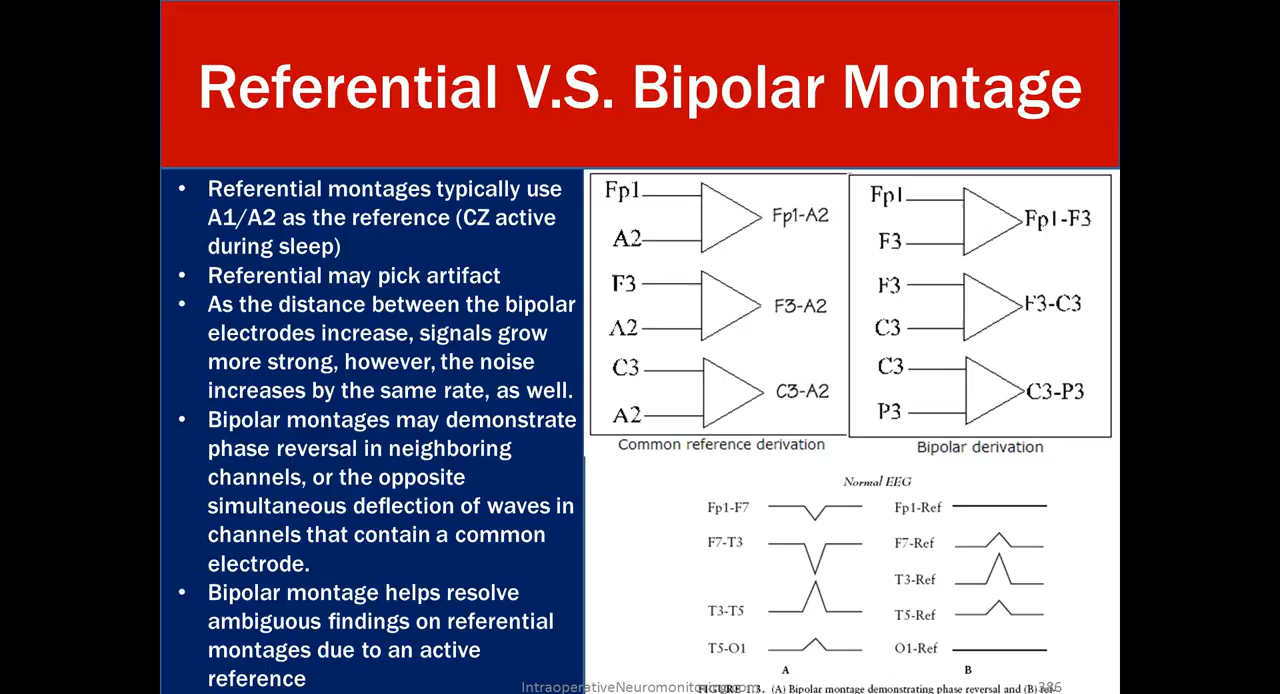 Referential V.S. Bipolar Montage
• Referential montages typically use
A1/A2 as the reference (CZ active
during sleep)
• Referential may pick artifact
• As the distance between the bipolar
electrodes increase, signals grow
more strong, however, the noise
increases by the same rate, as well.
• Bipolar montages may demonstrate
phase reversal in neighboring
channels, or the opposite
simultaneous deflection of waves in
channels that contain a common
electrode.
• Bipolar montage helps resolve
ambiguous findings on referential
montages due to an active
reference
Fp1
A2
Fp1-A2
F3
A2
F3-A2
C3
A2
C3-A2
Common reference derivation
Fp1
F3
Fp1-F3
F3
C3
F3-C3
C3
P3
C3-P3
Bipolar derivation
Normal EEG
Fp1-F7
F7-T3
T3-T5
T5-O1
A
Fp1-Ref
F7-Ref
T3-Ref
T5-Ref
O1-Ref
B
(A) Bipolar montage demonstrating phase reversal and (B)
IntraoperativeNeuromonitoring.com
386